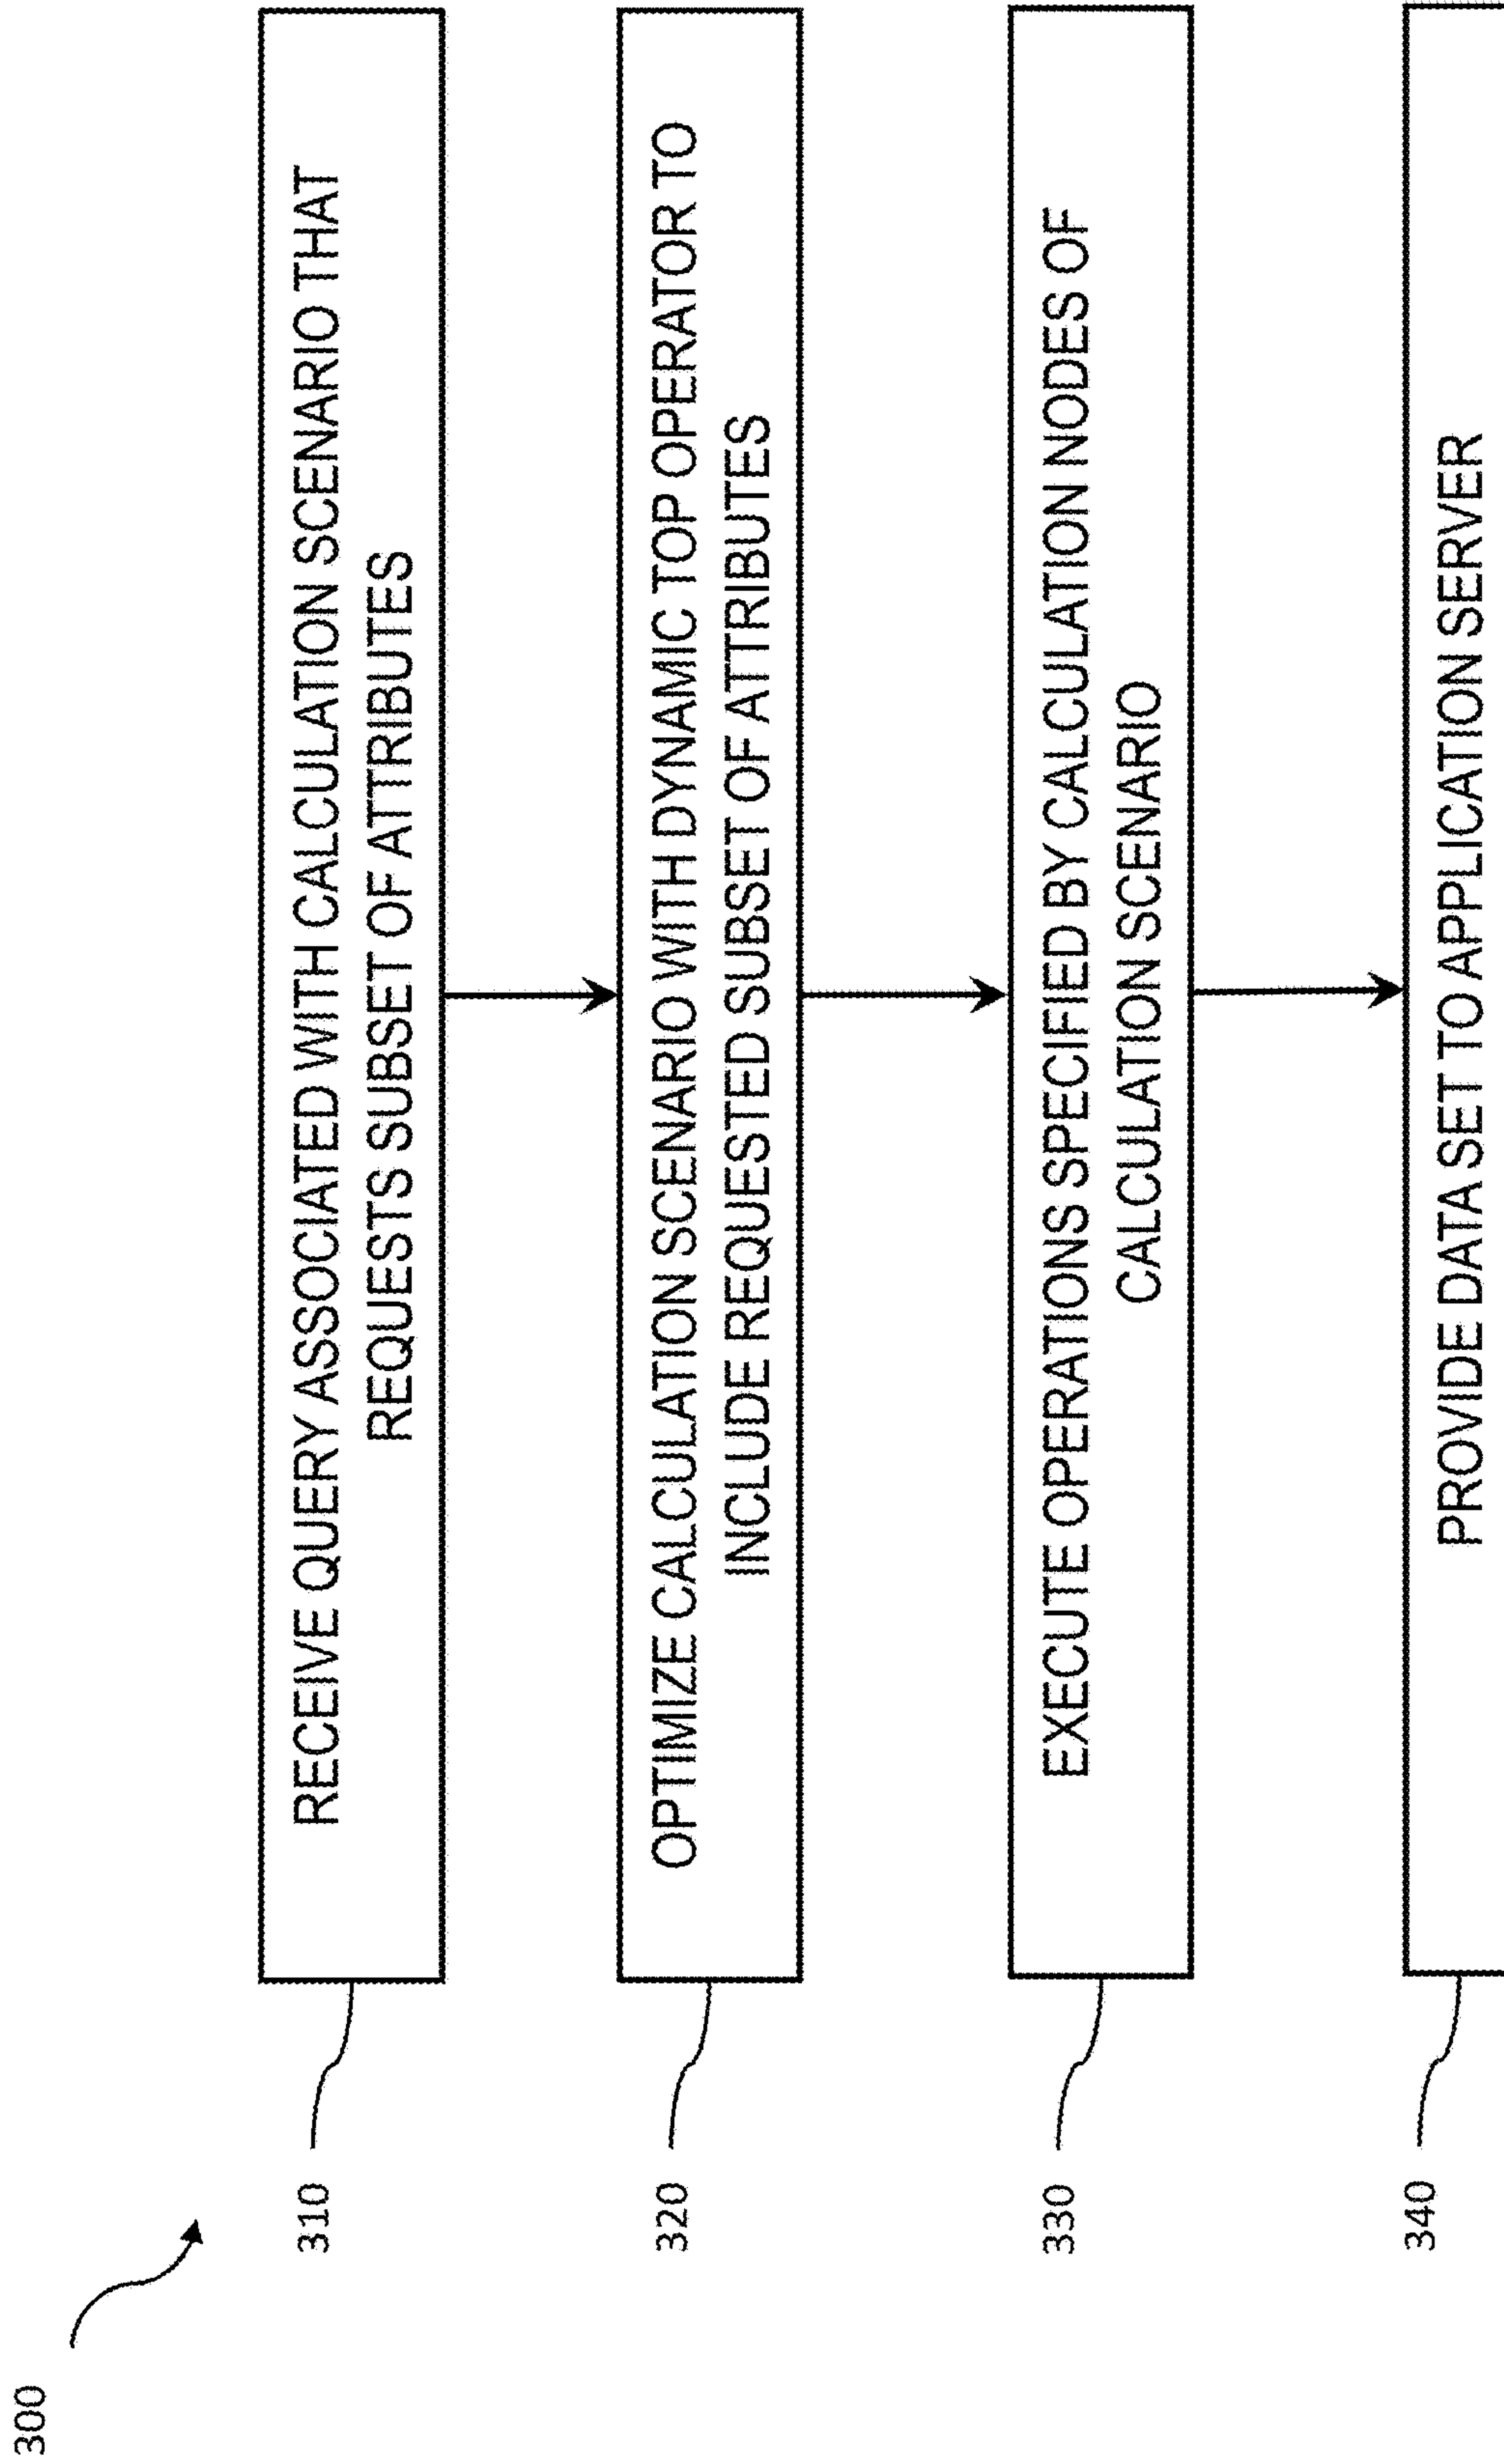 300
310
RECEIVE QUERY ASSOCIATED WITH CALCULATION SCENARIO THAT
REQUESTS SUBSET OF ATTRIBUTES
320
OPTIMIZE CALCULATION SCENARIO WITH DYNAMIC TOP OPERATOR TO
INCLUDE REQUESTED SUBSET OF ATTRIBUTES
330
EXECUTE OPERATIONS SPECIFIED BY CALCULATION NODES OF
CALCULATION SCENARIO
340
PROVIDE DATA SET TO APPLICATION SERVER